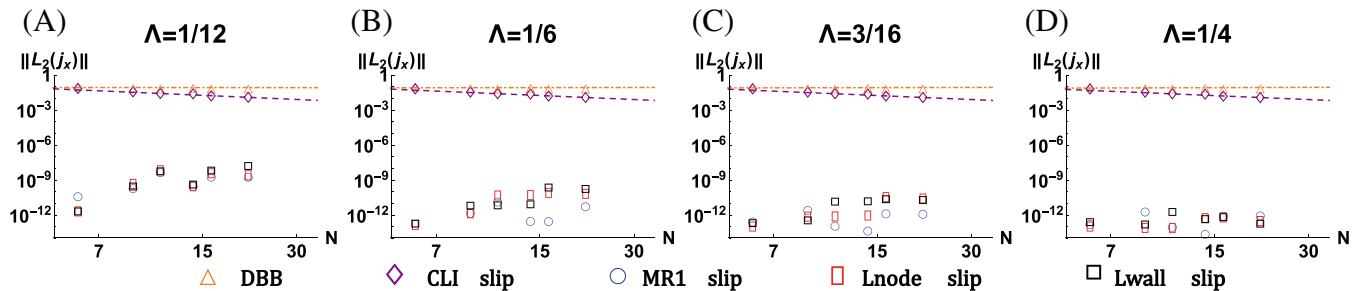 (A) Λ=1/12 (B) Λ=1/6 (C) Λ=3/16 (D) Λ=1/4
‖L₂(jₓ)‖ ‖L₂(jₓ)‖ ‖L₂(jₓ)‖ ‖L₂(jₓ)‖
1 1 1 1
10⁻³ 10⁻³ 10⁻³ 10⁻³
10⁻⁶ 10⁻⁶ 10⁻⁶ 10⁻⁶
10⁻⁹ 10⁻⁹ 10⁻⁹ 10⁻⁹
10⁻¹² 10⁻¹² 10⁻¹² 10⁻¹²
7 15 30 N 7 15 30 N 7 15 30 N 7 15 30 N
DBB CLI slip MR1 slip Lnode slip Lwall slip